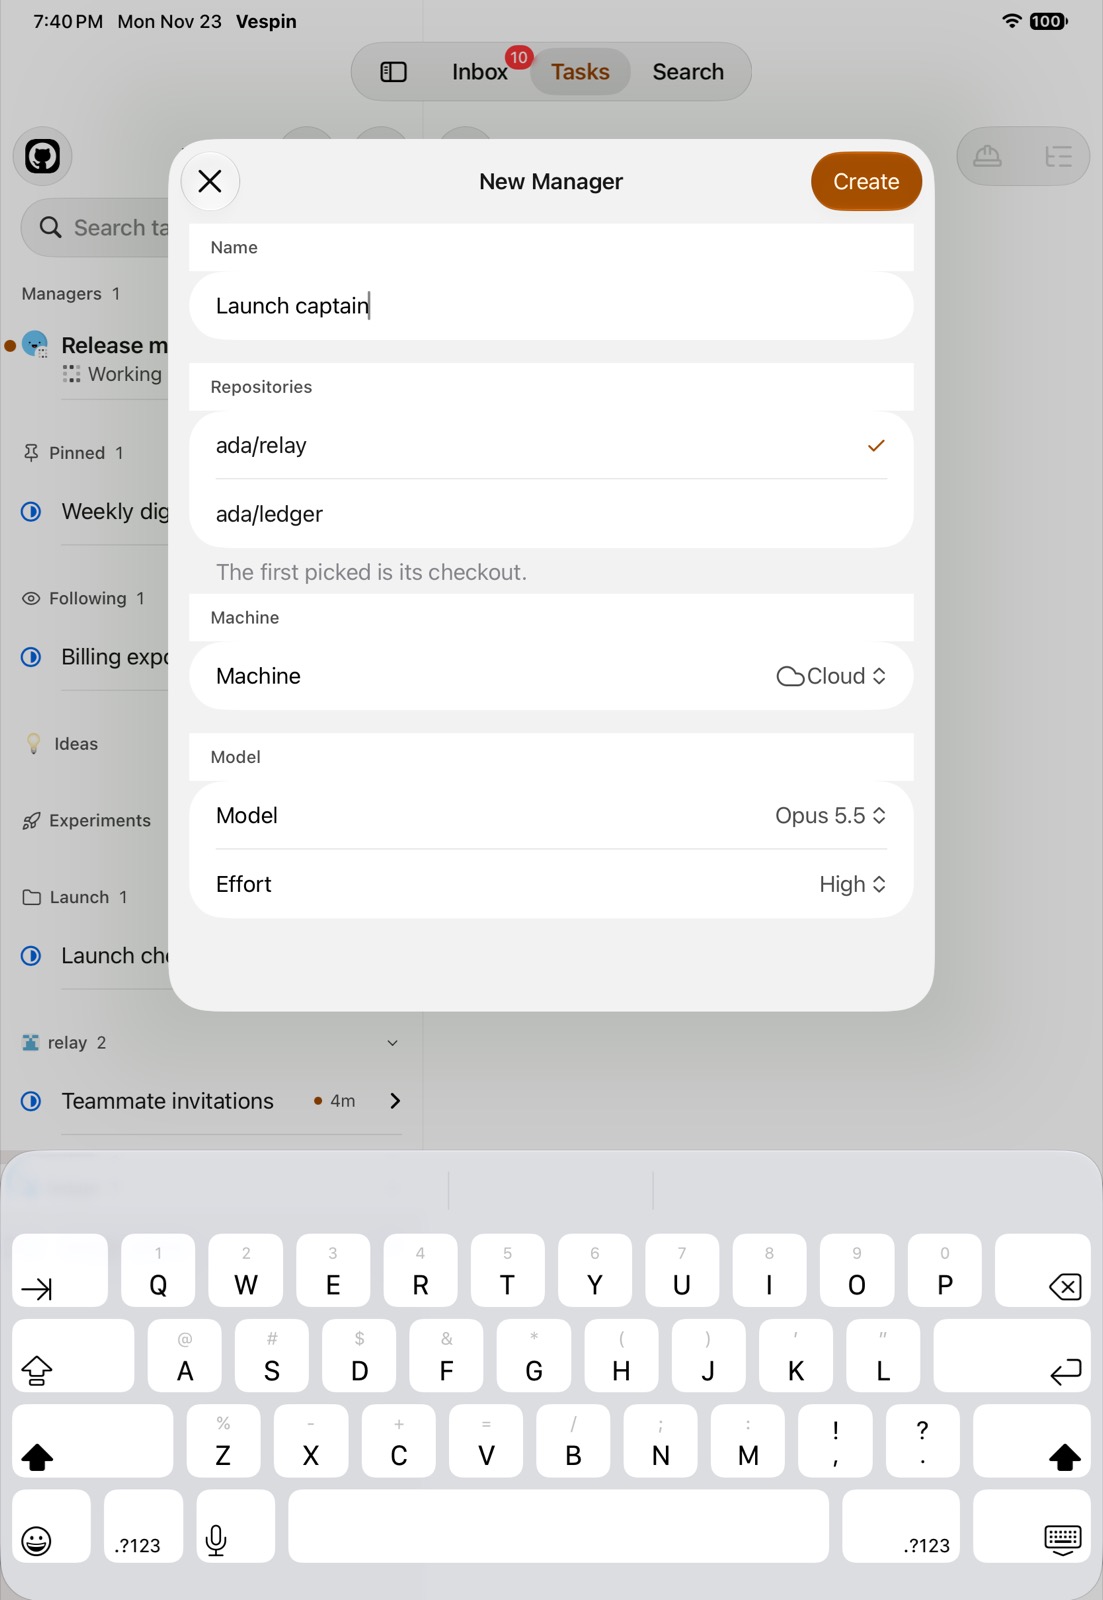 7:40 PM Mon Nov 23 Vespin
100
Inbox 10 Tasks Search
New Manager
Create
Search ta
Name
Launch captain
Managers 1
Release m
Working
Repositories
ada/relay
ada/ledger
The first picked is its checkout.
Pinned 1
Weekly dig
Following 1
Billing expo
Machine
Machine Cloud
Ideas
Model
Model Opus 5.5
Effort High
Experiments
Launch 1
Launch che
relay 2
Teammate invitations 4m
1 2 3 4 5 6 7 8 9 0
Q W E R T Y U I O P
@ # $ & * ( ) ' "
A S D F G H J K L
% - + = / ; : ! ?
Z X C V B N M , .
.?123 .?123